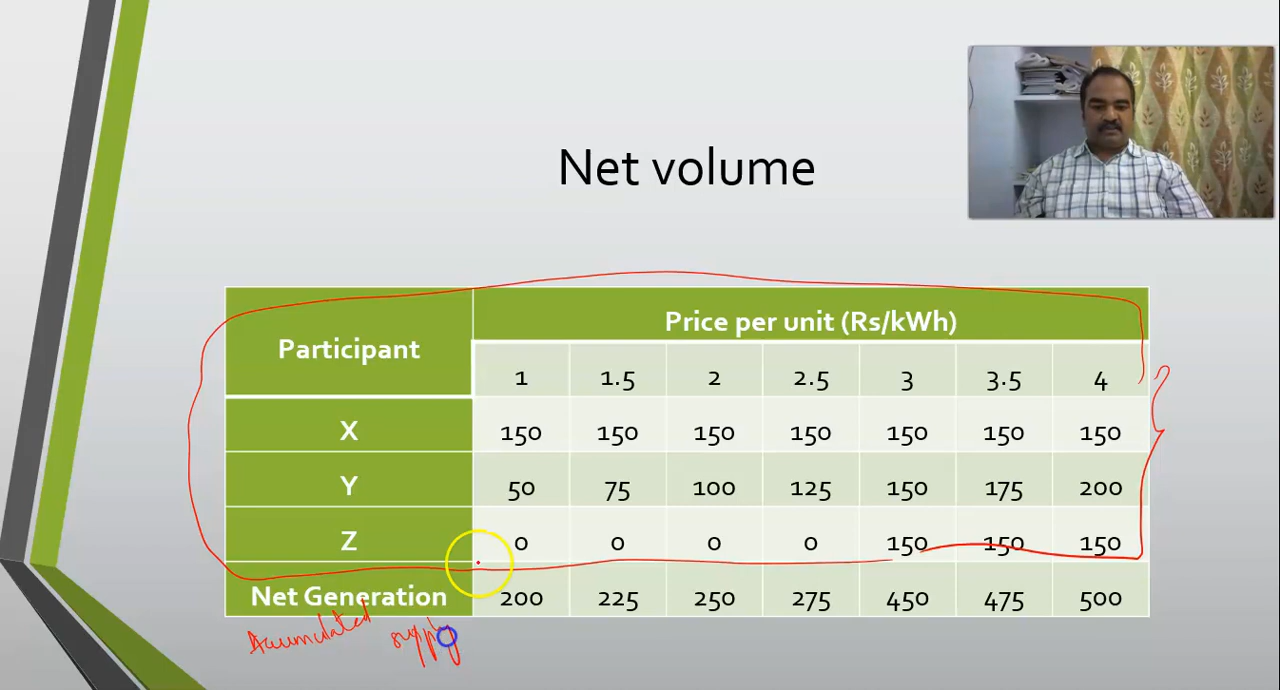 Net volume
Participant Price per unit (Rs/kWh)
1 1.5 2 2.5 3 3.5 4
X 150 150 150 150 150 150 150
Y 50 75 100 125 150 175 200
Z 0 0 0 0 150 150 150
Net Generation 200 225 250 275 450 475 500
Acumulated supply